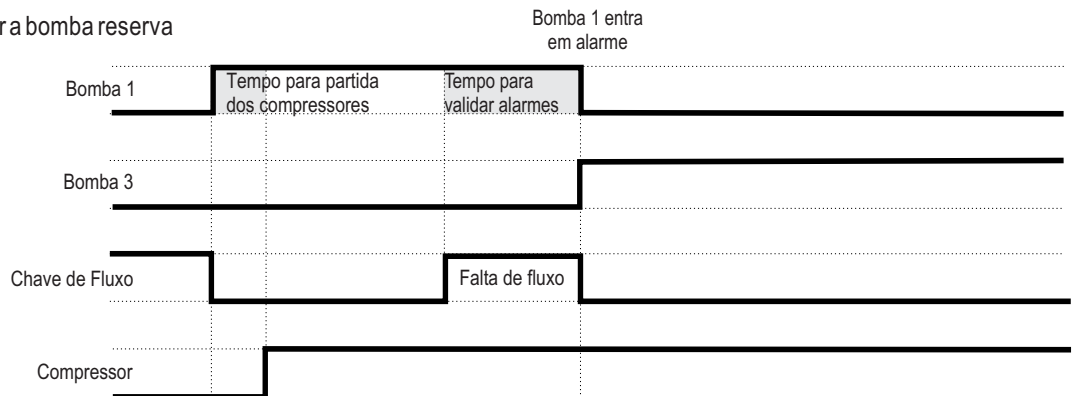 r a bomba reserva
Bomba 1 entra
em alarme
Bomba 1
Tempo para partida
dos compressores
Tempo para
validar alarmes
Bomba 3
Chave de Fluxo
Falta de fluxo
Compressor